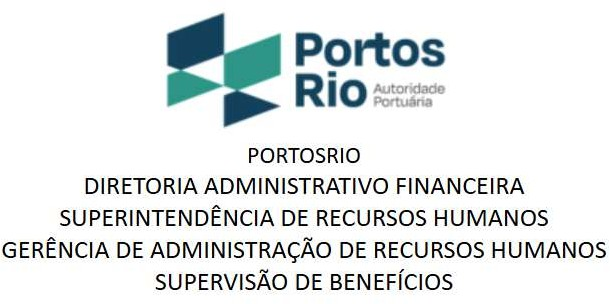 Portos
Rio Autoridade
Portuária
PORTOSRIO
DIRETORIA ADMINISTRATIVO FINANCEIRA
SUPERINTENDÊNCIA DE RECURSOS HUMANOS
GERÊNCIA DE ADMINISTRAÇÃO DE RECURSOS HUMANOS
SUPERVISÃO DE BENEFÍCIOS